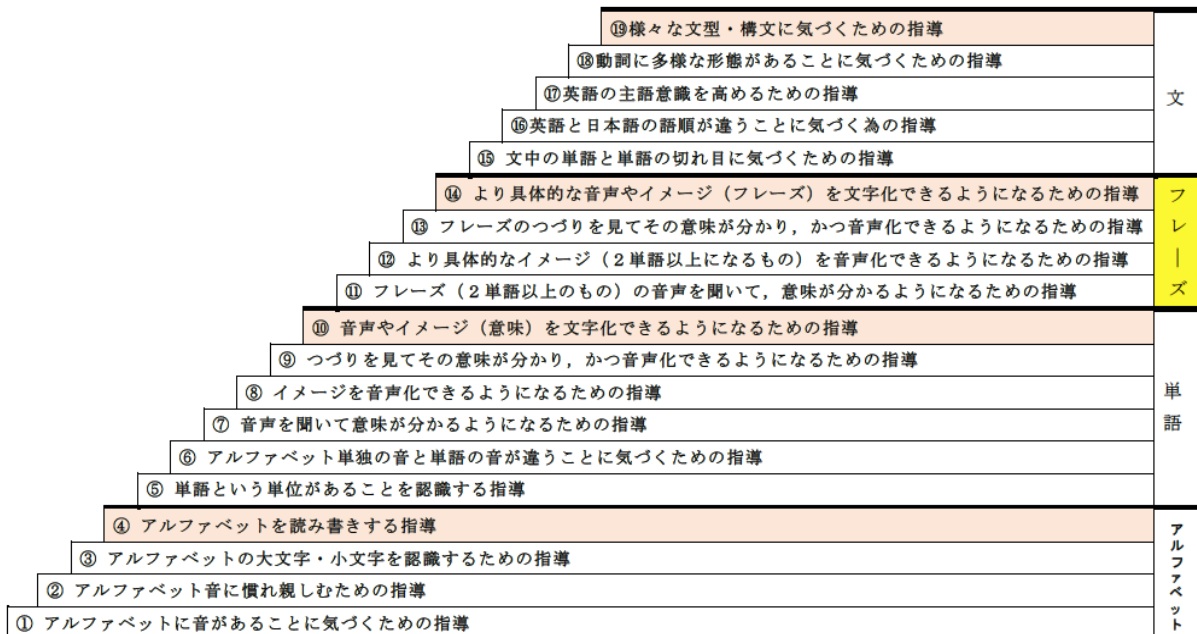 ⑲様々な文型・構文に気づくための指導
⑱動詞に多様な形態があることに気づくための指導
⑰英語の主語意識を高めるための指導
⑯英語と日本語の語順が違うことに気づく為の指導
⑮ 文中の単語と単語の切れ目に気づくための指導
文
⑭ より具体的な音声やイメージ（フレーズ）を文字化できるようになるための指導
⑬ フレーズのつづりを見てその意味が分かり，かつ音声化できるようになるための指導
⑫ より具体的なイメージ（２単語以上になるもの）を音声化できるようになるための指導
⑪ フレーズ（２単語以上のもの）の音声を聞いて，意味が分かるようになるための指導
フレーズ
⑩ 音声やイメージ（意味）を文字化できるようになるための指導
⑨ つづりを見てその意味が分かり，かつ音声化できるようになるための指導
⑧ イメージを音声化できるようになるための指導
⑦ 音声を聞いて意味が分かるようになるための指導
⑥ アルファベット単独の音と単語の音が違うことに気づくための指導
⑤ 単語という単位があることを認識する指導
単語
④ アルファベットを読み書きする指導
③ アルファベットの大文字・小文字を認識するための指導
② アルファベット音に慣れ親しむための指導
① アルファベットに音があることに気づくための指導
アルファベット